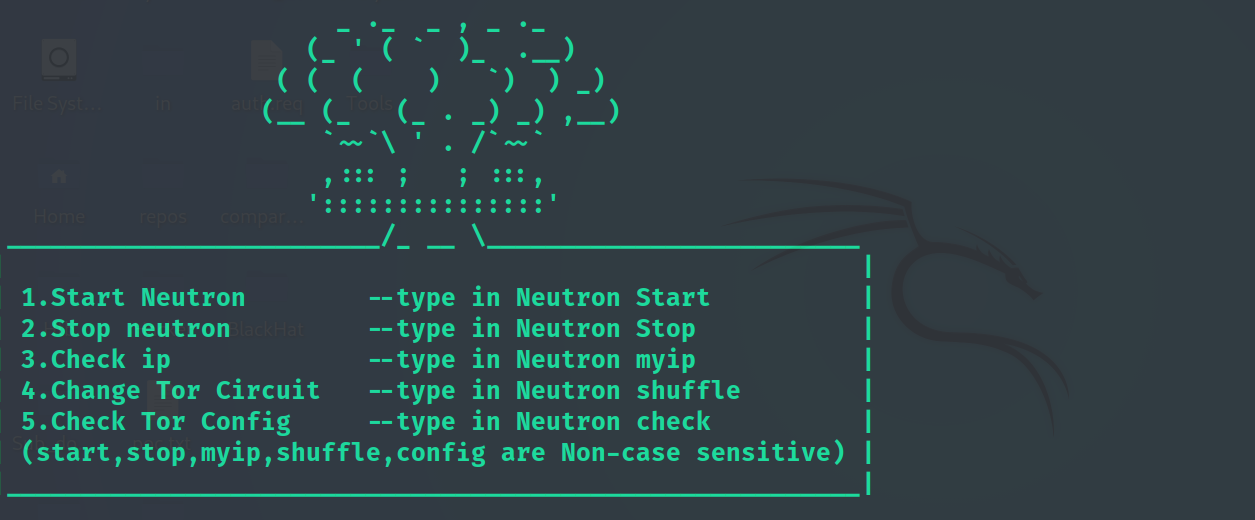 File Syst... in autoreq Tools
Home repos compar...
1.Start Neutron --type in Neutron Start
2.Stop neutron BlackHat --type in Neutron Stop
3.Check ip --type in Neutron myip
4.Change Tor Circuit --type in Neutron shuffle
5.Check Tor Config --type in Neutron check
(start,stop,myip,shuffle,config are Non-case sensitive)